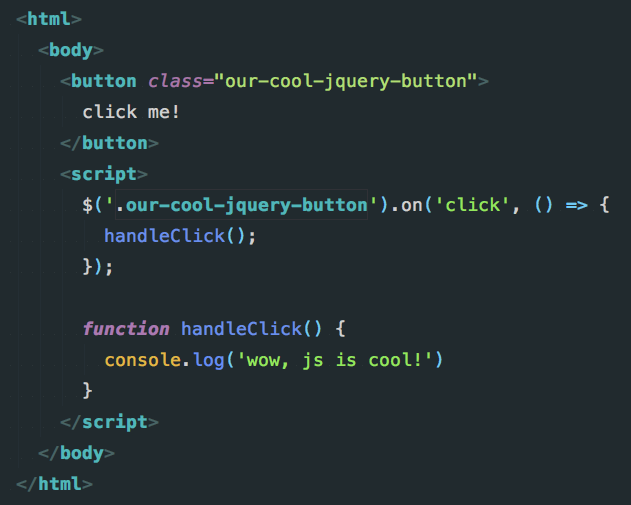 <html>
<body>
<button class="our-cool-jquery-button">
click me!
</button>
<script>
$('.our-cool-jquery-button').on('click', () => {
handleClick();
});
function handleClick() {
console.log('wow, js is cool!')
}
</script>
</body>
</html>